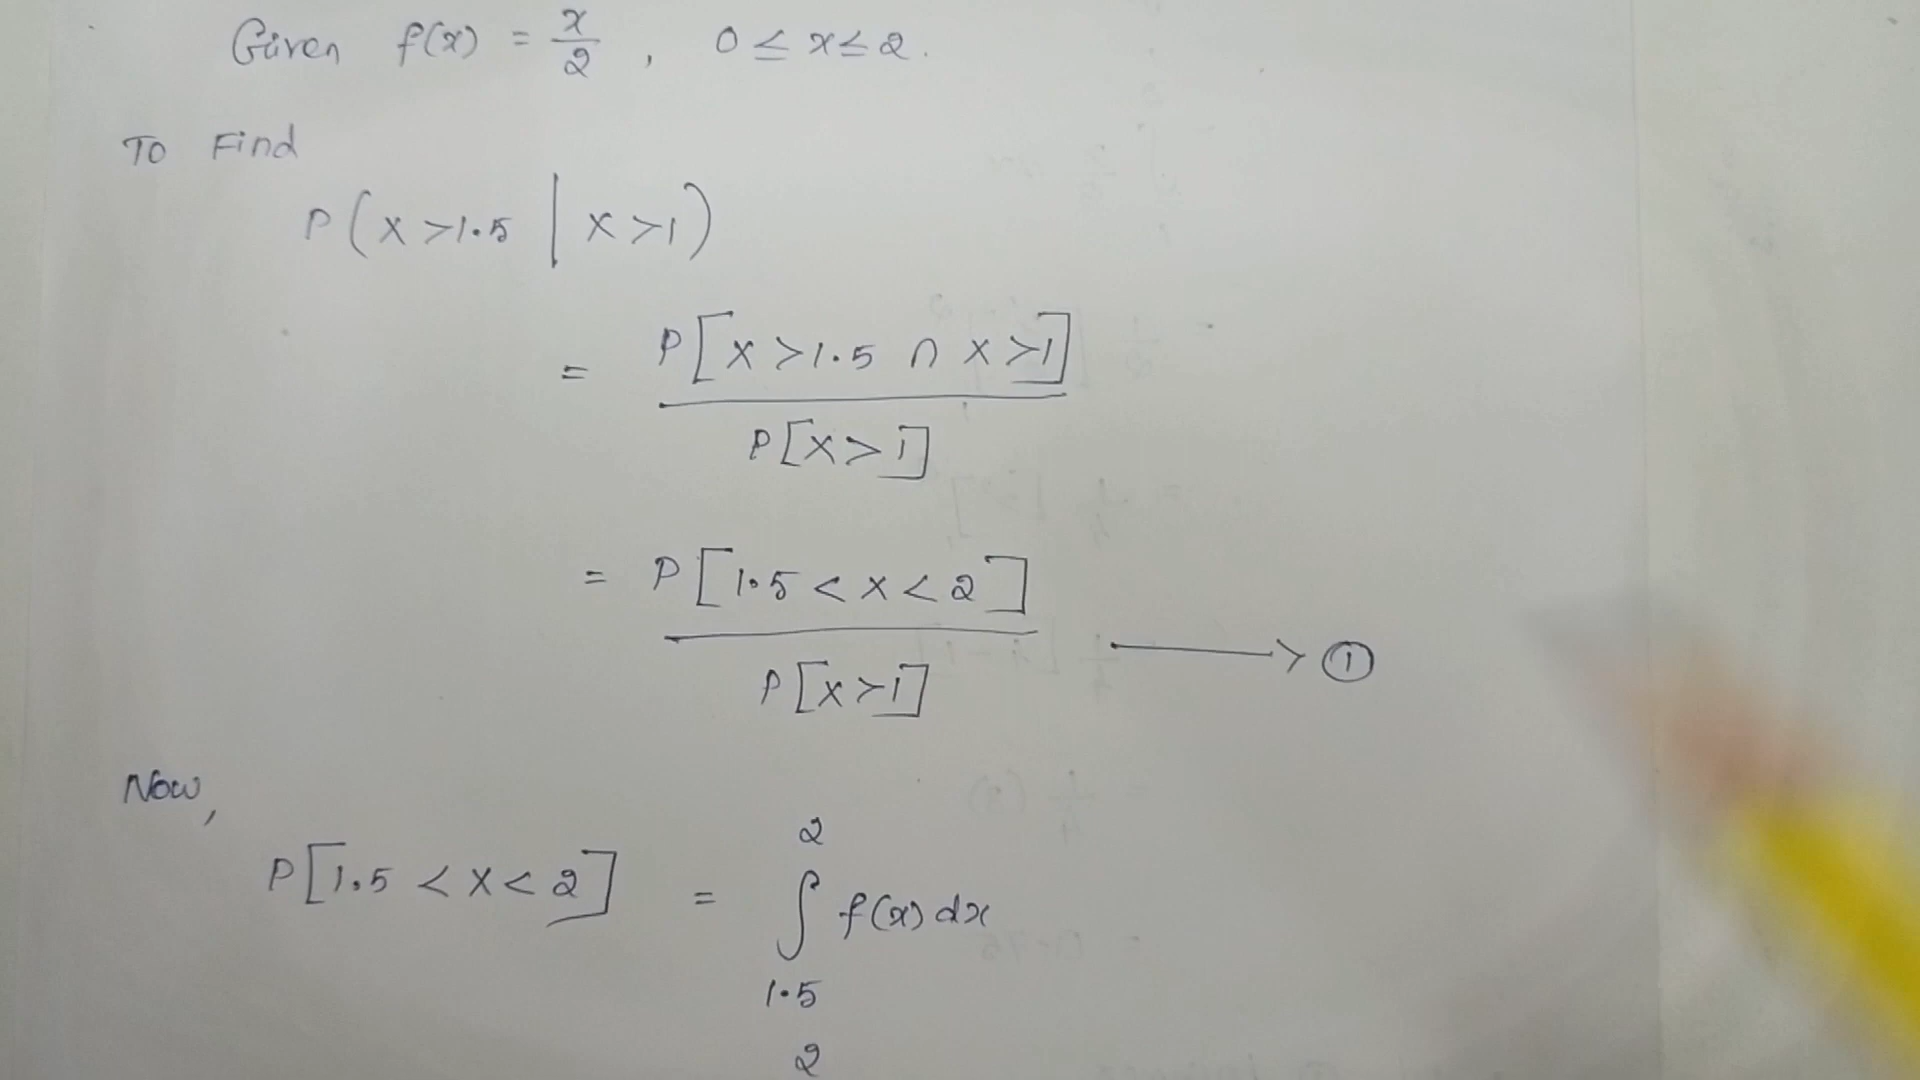 Given f(x) = x/2 , 0 ≤ x ≤ 2.
To Find
P(X >1.5 | X >1)
= P[X >1.5 ∩ X >1] / P[X >1]
= P[1.5 < X < 2] / P[X >1] ⟶ ①
Now,
P[1.5 < X < 2] = ∫_{1.5}^{2} f(x) dx
2